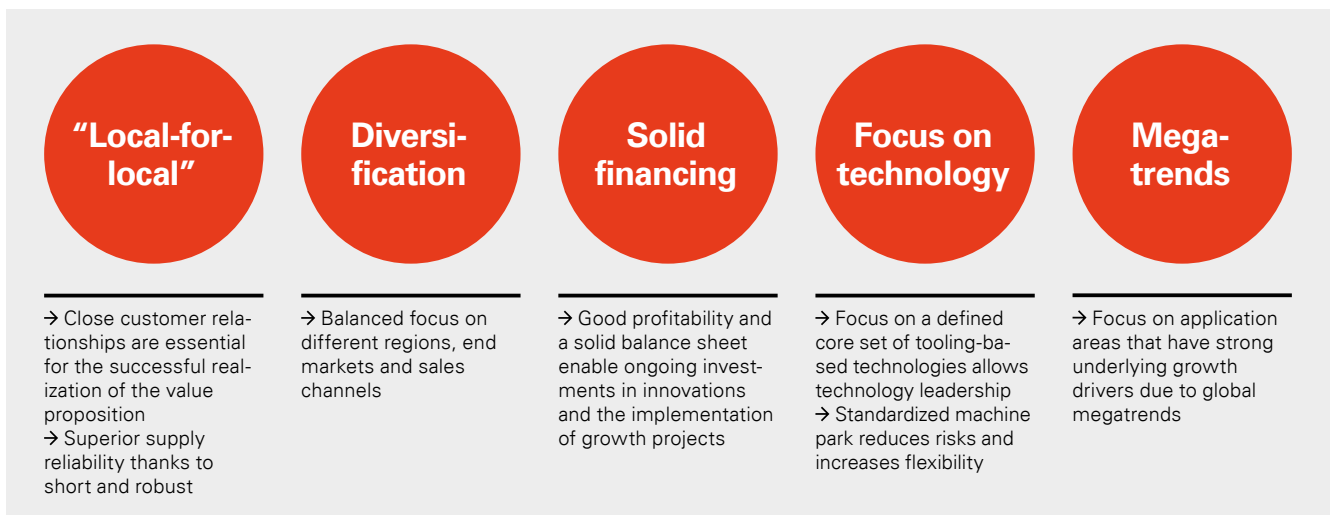 “Local-for-
local”
→ Close customer rela-
tionships are essential
for the successful real-
ization of the value
proposition
→ Superior supply
reliability thanks to
short and robust
Diversi-
fication
→ Balanced focus on
different regions, end
markets and sales
channels
Solid
financing
→ Good profitability and
a solid balance sheet
enable ongoing invest-
ments in innovations
and the implementation
of growth projects
Focus on
technology
→ Focus on a defined
core set of tooling-ba-
sed technologies allows
technology leadership
→ Standardized machine
park reduces risks and
increases flexibility
Mega-
trends
→ Focus on application
areas that have strong
underlying growth
drivers due to global
megatrends